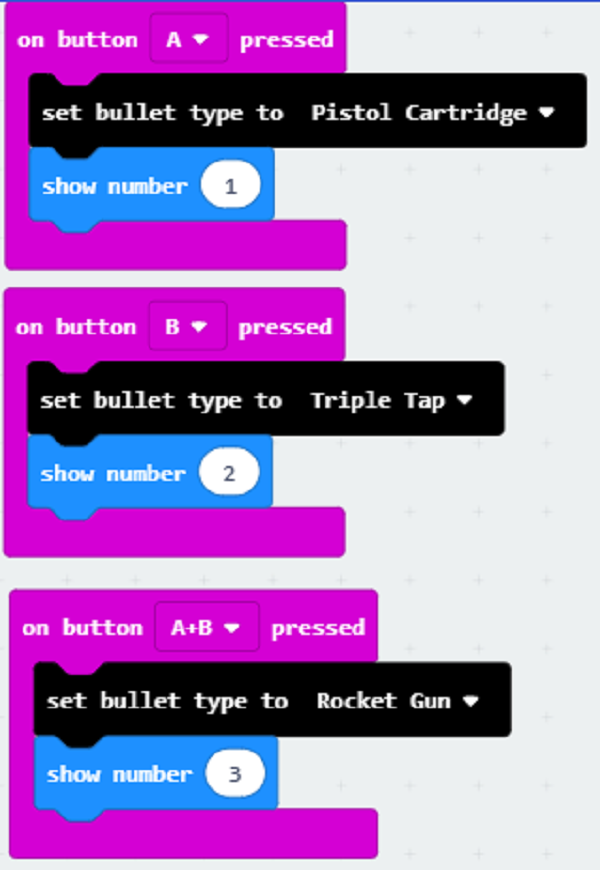 on button A pressed
set bullet type to Pistol Cartridge
show number 1
on button B pressed
set bullet type to Triple Tap
show number 2
on button A+B pressed
set bullet type to Rocket Gun
show number 3